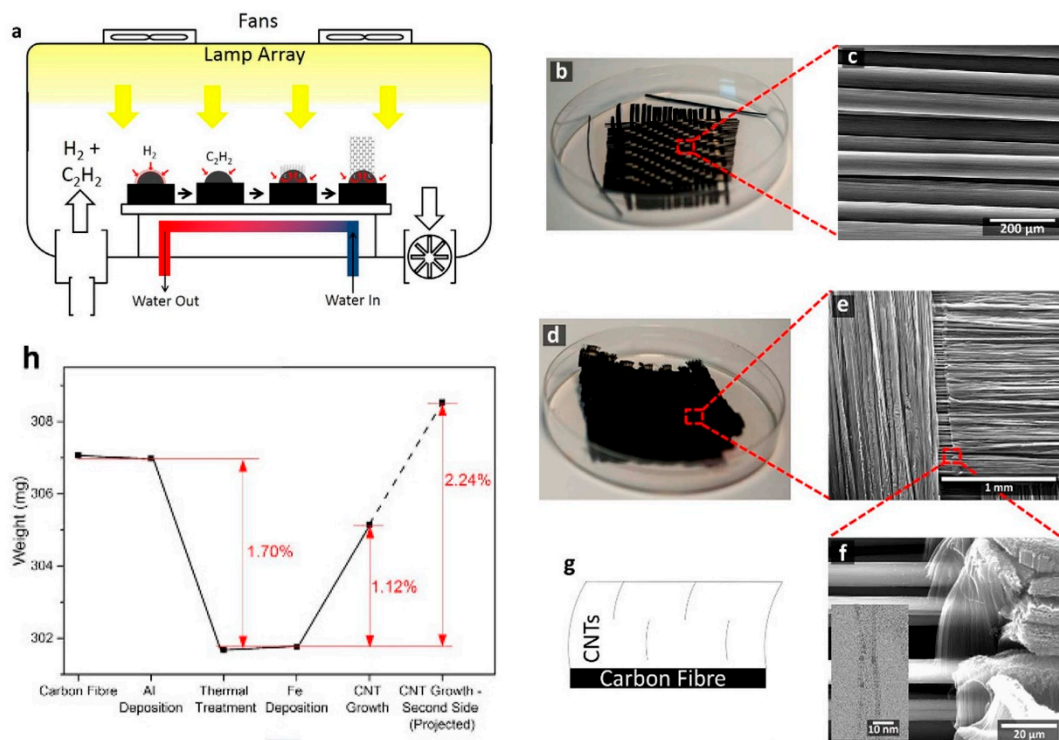 a
Fans
Lamp Array
H₂ +
C₂H₂
H₂
C₂H₂
Water Out
Water In
b
c
200 µm
d
e
1 mm
f
10 nm
20 µm
g
CNTs
Carbon Fibre
h
Weight (mg)
308
306
304
302
1.70%
1.12%
2.24%
Carbon Fibre
Al
Deposition
Thermal
Treatment
Fe
Deposition
CNT
Growth
CNT Growth -
Second Side
(Projected)